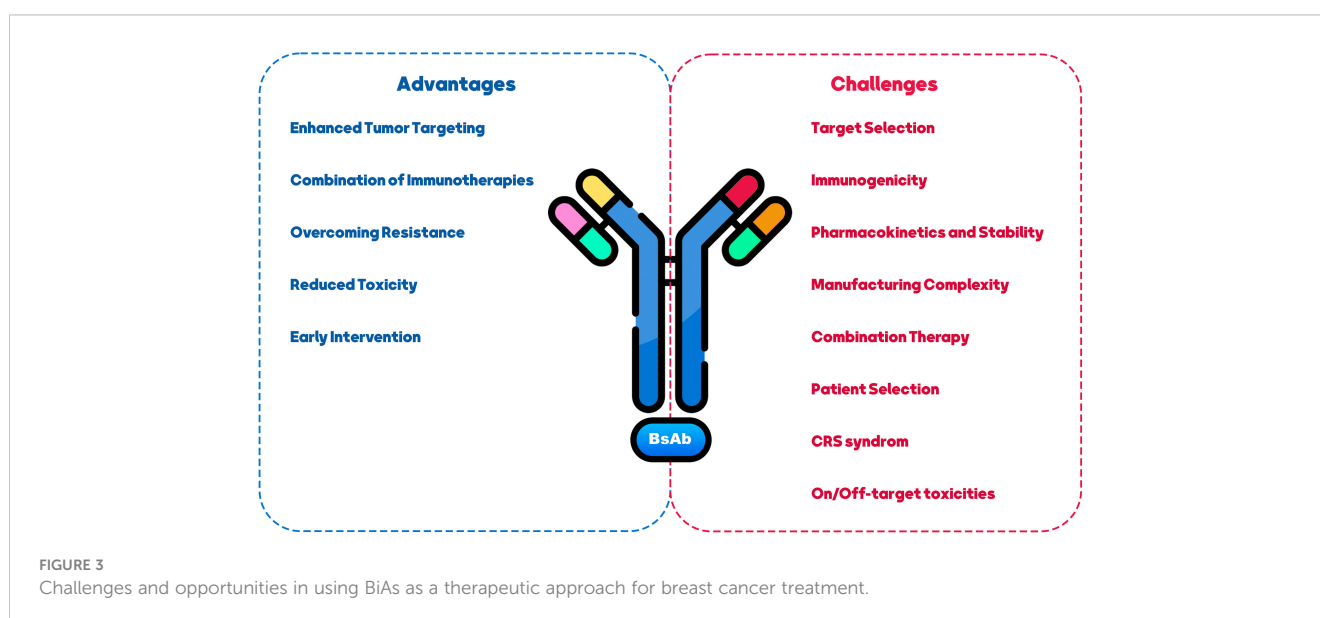 Advantages
Enhanced Tumor Targeting
Combination of Immunotherapies
Overcoming Resistance
Reduced Toxicity
Early Intervention
Challenges
Target Selection
Immunogenicity
Pharmacokinetics and Stability
Manufacturing Complexity
Combination Therapy
Patient Selection
CRS syndrom
On/Off-target toxicities
BsAb
FIGURE 3
Challenges and opportunities in using BiAs as a therapeutic approach for breast cancer treatment.